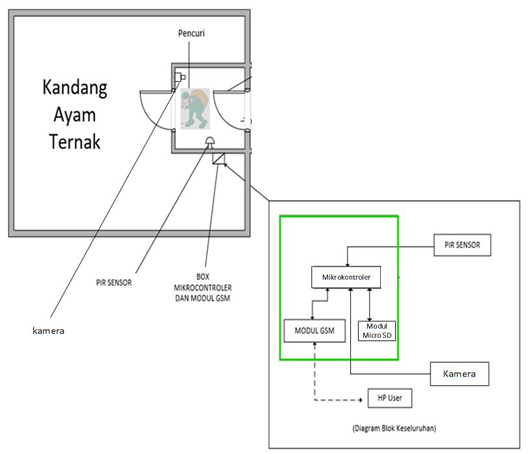 Pencuri
Kandang
Ayam
Ternak
PIR SENSOR
BOX
MIKROCONTROLER
DAN MODUL GSM
kamera
PIR SENSOR
Mikrokontroler
MODUL GSM
Modul
Micro SD
Kamera
HP User
(Diagram Blok Keseluruhan)